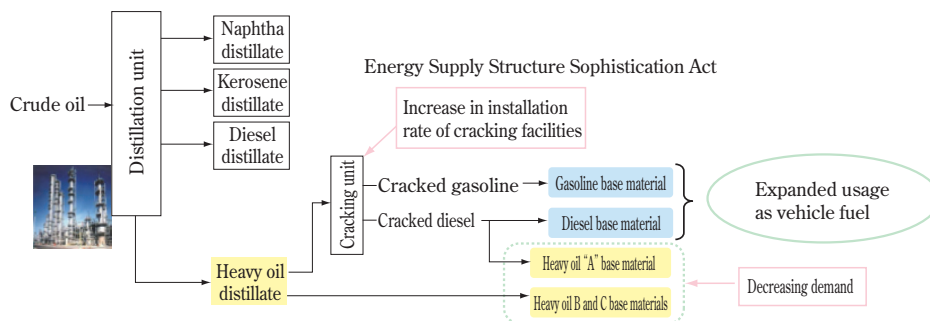 Naphtha
distillate
Energy Supply Structure Sophistication Act
Crude oil
Distillation unit
Kerosene
distillate
Increase in installation
rate of cracking facilities
Diesel
distillate
Cracking unit
Cracked gasoline
Gasoline base material
Expanded usage
as vehicle fuel
Cracked diesel
Diesel base material
Heavy oil
distillate
Heavy oil “A” base material
Heavy oil B and C base materials
Decreasing demand